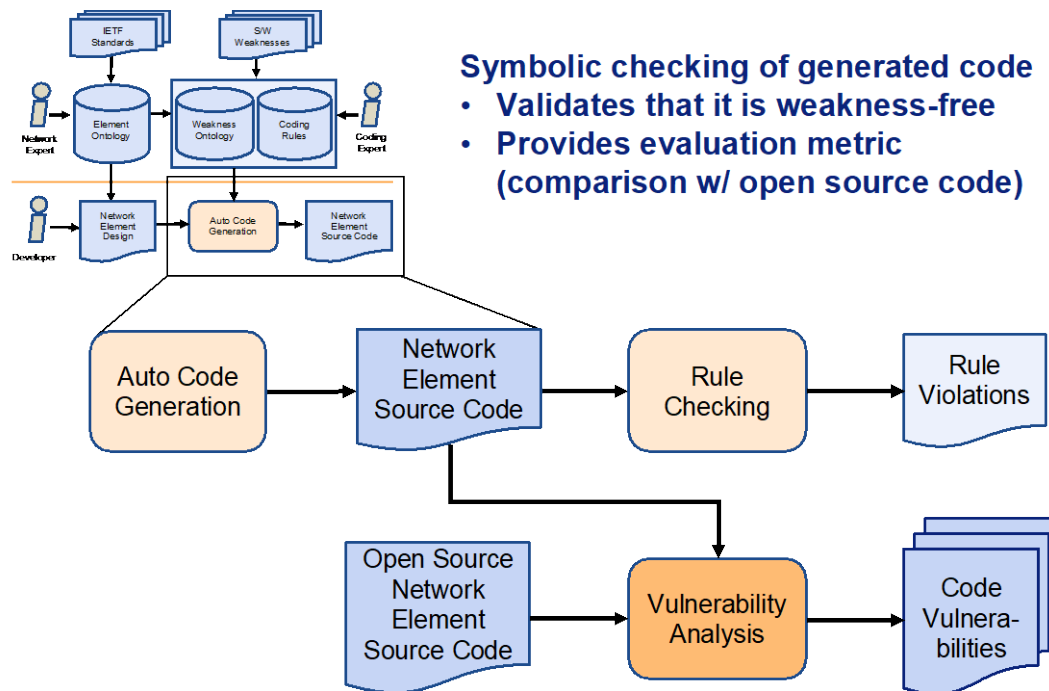 IETF
Standards
S/W
Weaknesses
Network
Expert
Element
Ontology
Weakness
Ontology
Coding
Rules
Coding
Expert
Developer
Network
Element
Design
Auto Code
Generation
Network
Element
Source Code
Symbolic checking of generated code
• Validates that it is weakness-free
• Provides evaluation metric
(comparison w/ open source code)
Auto Code
Generation
Network
Element
Source Code
Rule
Checking
Rule
Violations
Open Source
Network
Element
Source Code
Vulnerability
Analysis
Code
Vulnera-
bilities